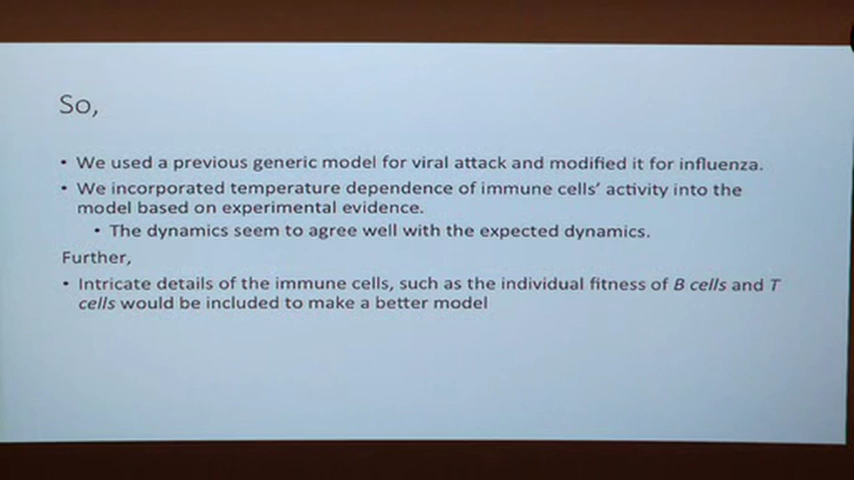 So,
• We used a previous generic model for viral attack and modified it for influenza.
• We incorporated temperature dependence of immune cells' activity into the
model based on experimental evidence.
• The dynamics seem to agree well with the expected dynamics.
Further,
• Intricate details of the immune cells, such as the individual fitness of B cells and T
cells would be included to make a better model